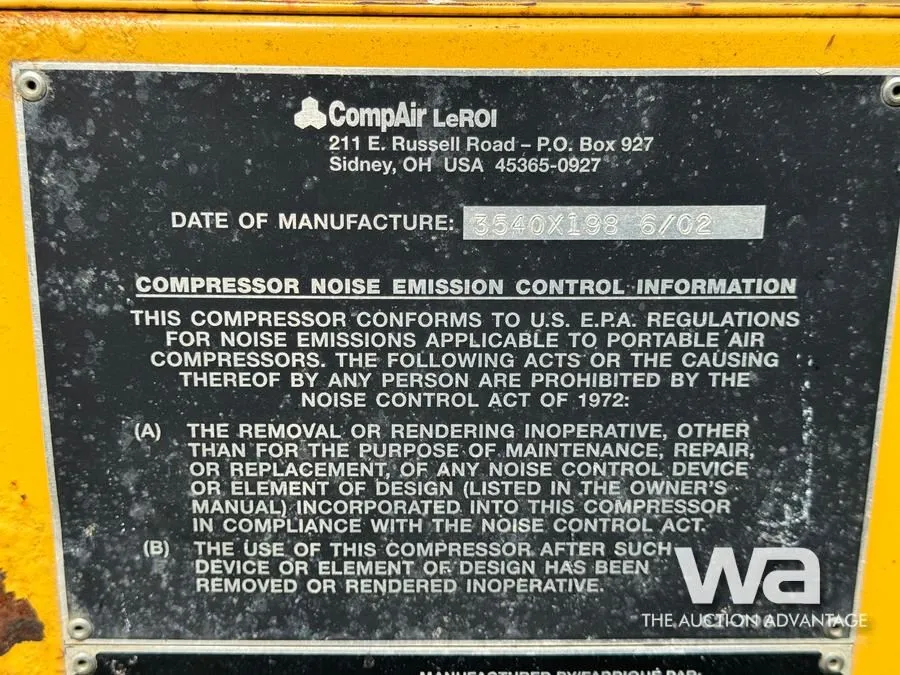 CompAir LeROI
211 E. Russell Road – P.O. Box 927
Sidney, OH USA 45365-0927
DATE OF MANUFACTURE: 3540X198 6/02
COMPRESSOR NOISE EMISSION CONTROL INFORMATION
THIS COMPRESSOR CONFORMS TO U.S. E.P.A. REGULATIONS
FOR NOISE EMISSIONS APPLICABLE TO PORTABLE AIR
COMPRESSORS. THE FOLLOWING ACTS OR THE CAUSING
THEREOF BY ANY PERSON ARE PROHIBITED BY THE
NOISE CONTROL ACT OF 1972:
(A) THE REMOVAL OR RENDERING INOPERATIVE, OTHER
THAN FOR THE PURPOSE OF MAINTENANCE, REPAIR,
OR REPLACEMENT, OF ANY NOISE CONTROL DEVICE
OR ELEMENT OF DESIGN (LISTED IN THE OWNER'S
MANUAL) INCORPORATED INTO THIS COMPRESSOR
IN COMPLIANCE WITH THE NOISE CONTROL ACT.
(B) THE USE OF THIS COMPRESSOR AFTER SUCH
DEVICE OR ELEMENT OF DESIGN HAS BEEN
REMOVED OR RENDERED INOPERATIVE.
wa
THE AUCTION ADVANTAGE
MANUFACTURED BY/FABRIQUÉ PAR: